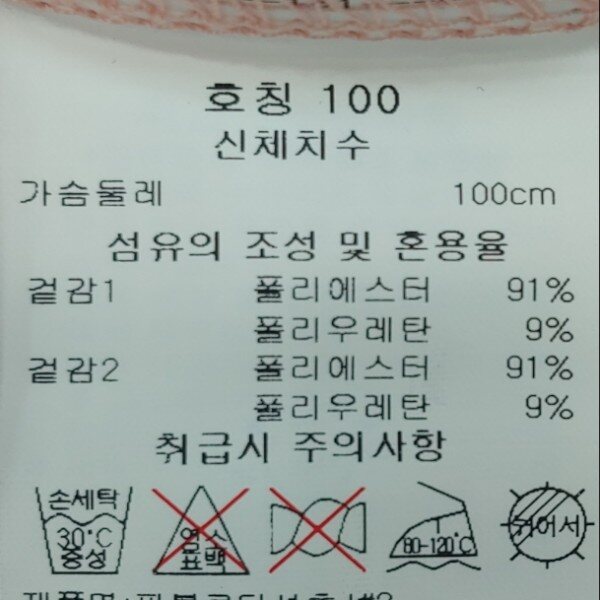 호칭 100
신체치수
가슴둘레 100cm
섬유의 조성 및 혼용율
겉감1 폴리에스터 91%
폴리우레탄 9%
겉감2 폴리에스터 91%
폴리우레탄 9%
취급시 주의사항
손세탁
30°C
중성
염소
표백
80-120°C
뉘어서